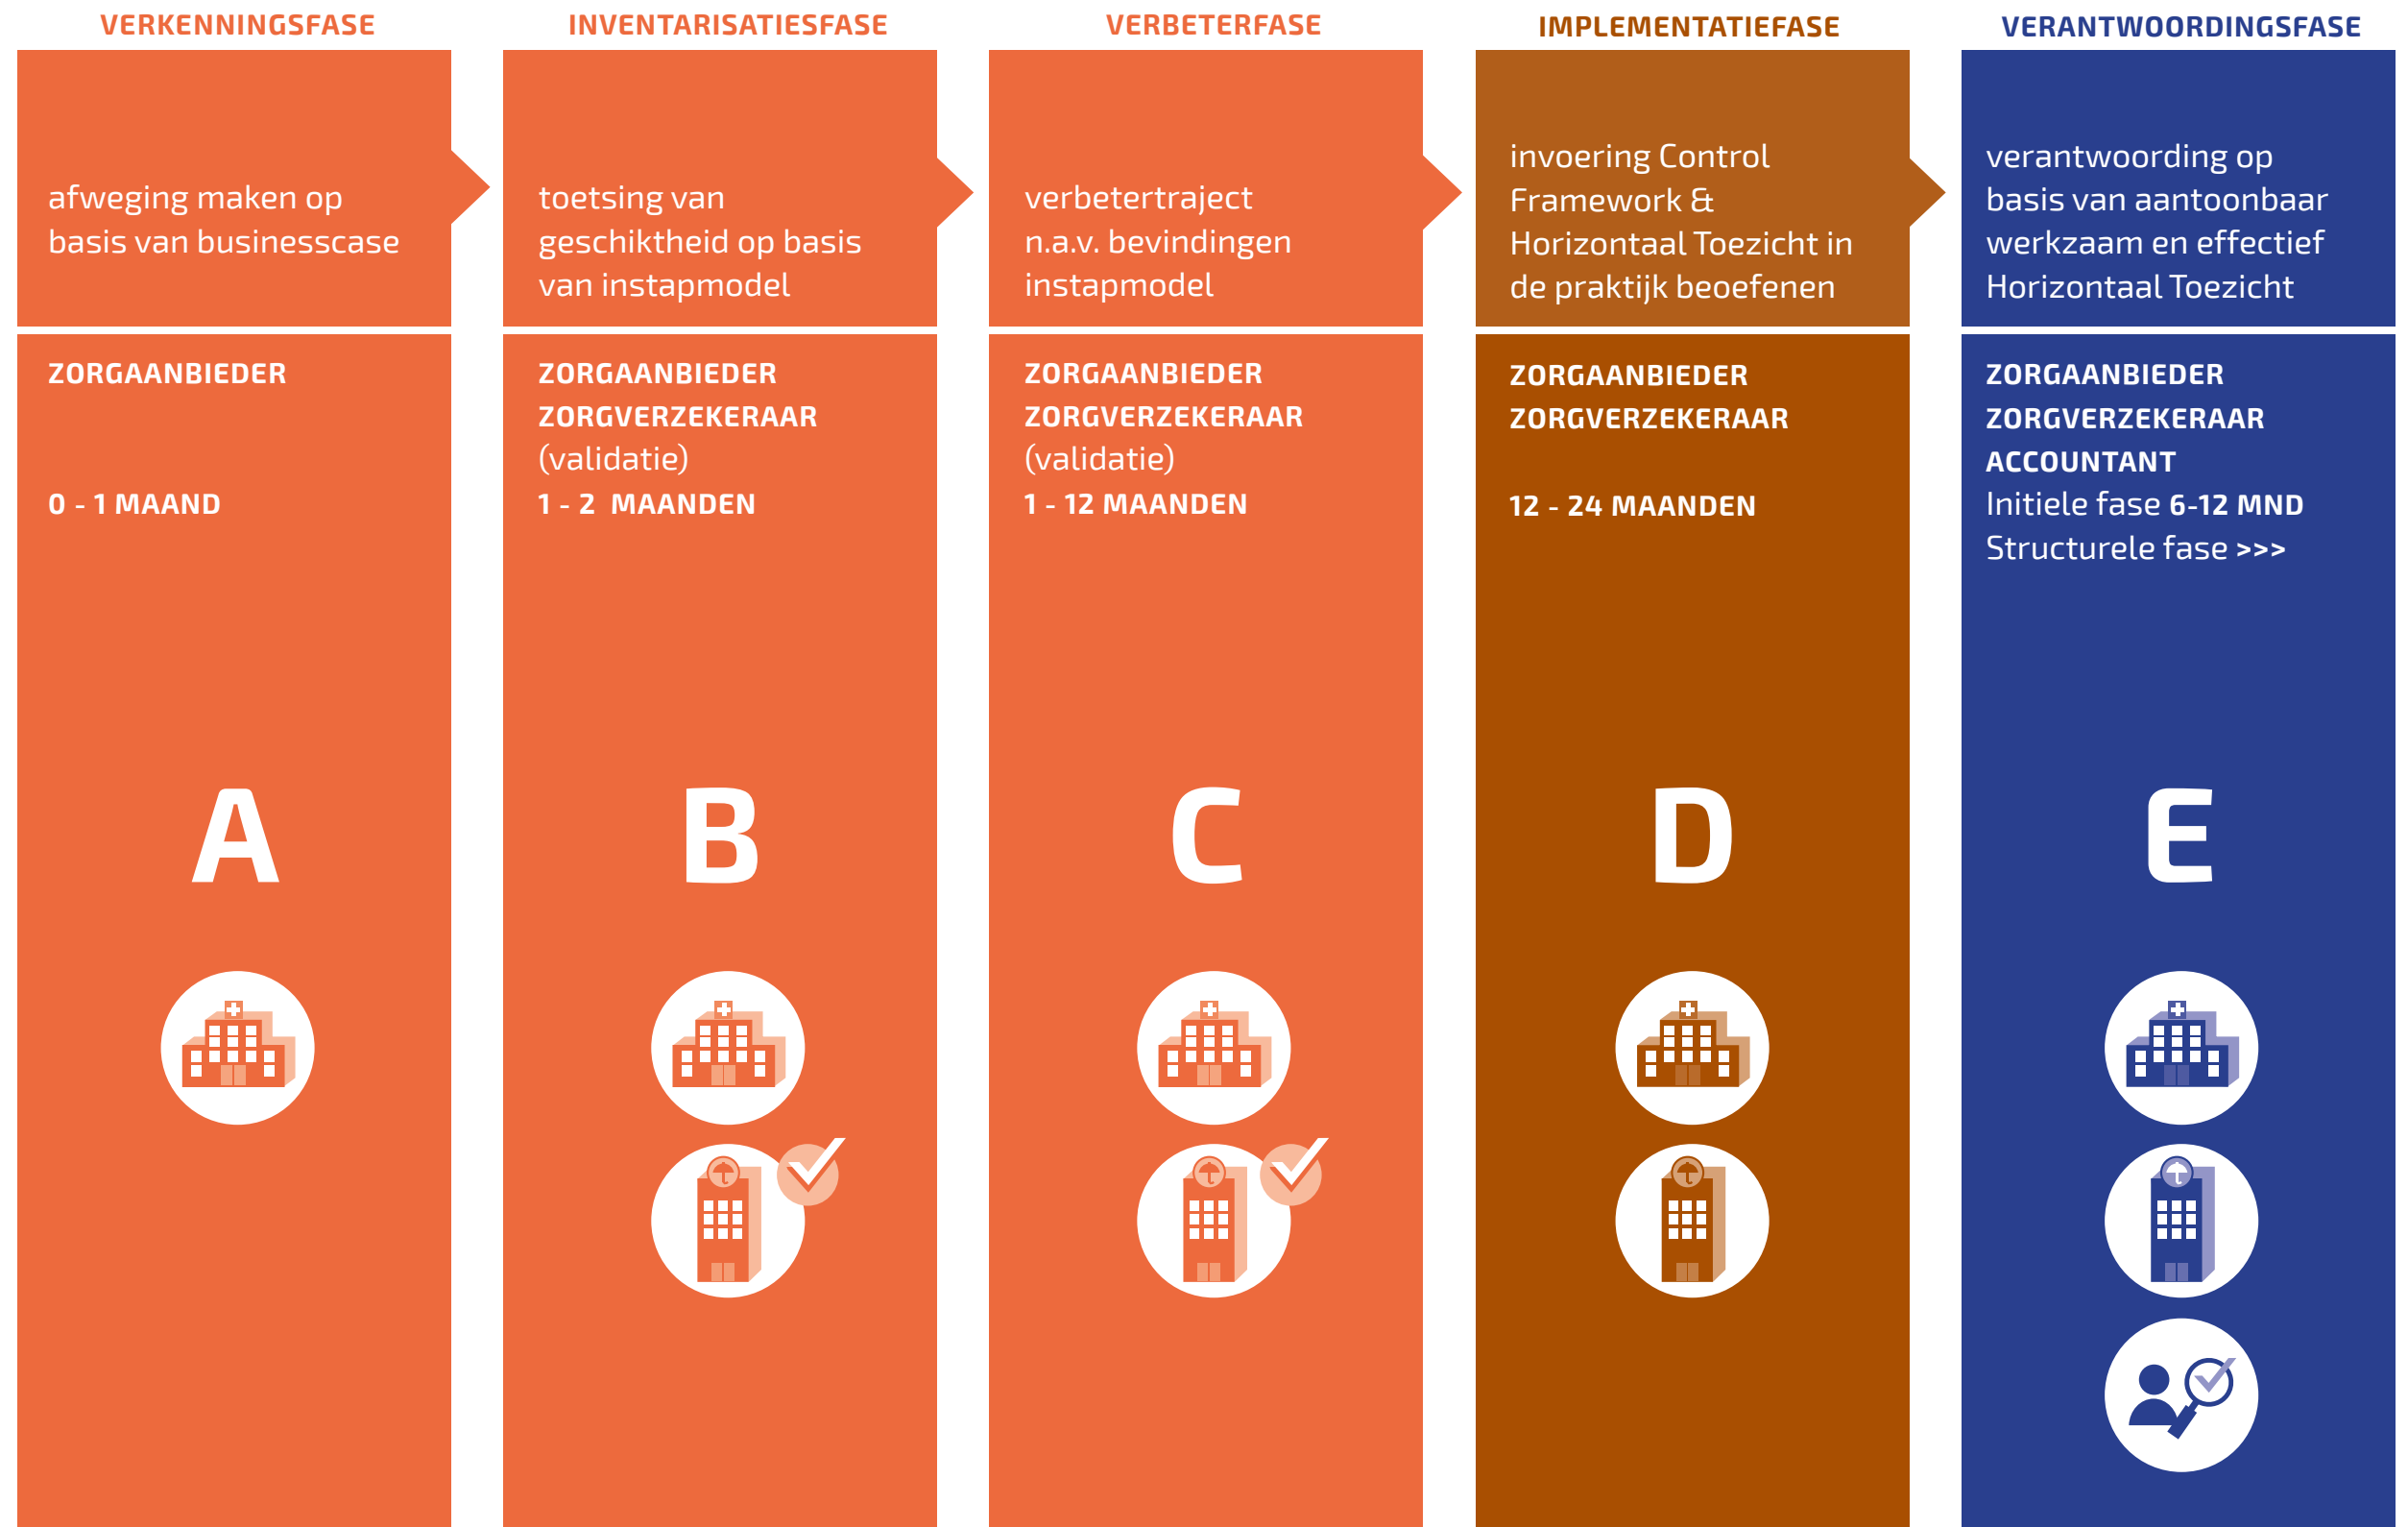 VERKENNINGSFASE
afweging maken op
basis van businesscase
ZORGAANBIEDER
0 - 1 MAAND
A
INVENTARISATIESFASE
toetsing van
geschiktheid op basis
van instapmodel
ZORGAANBIEDER
ZORGVERZEKERAAR
(validatie)
1 - 2 MAANDEN
B
VERBETERFASE
verbetertraject
n.a.v. bevindingen
instapmodel
ZORGAANBIEDER
ZORGVERZEKERAAR
(validatie)
1 - 12 MAANDEN
C
IMPLEMENTATIEFASE
invoering Control
Framework &
Horizontaal Toezicht in
de praktijk beoefenen
ZORGAANBIEDER
ZORGVERZEKERAAR
12 - 24 MAANDEN
D
VERANTWOORDINGSFASE
verantwoording op
basis van aantoonbaar
werkzaam en effectief
Horizontaal Toezicht
ZORGAANBIEDER
ZORGVERZEKERAAR
ACCOUNTANT
Initiele fase 6-12 MND
Structurele fase >>>
E